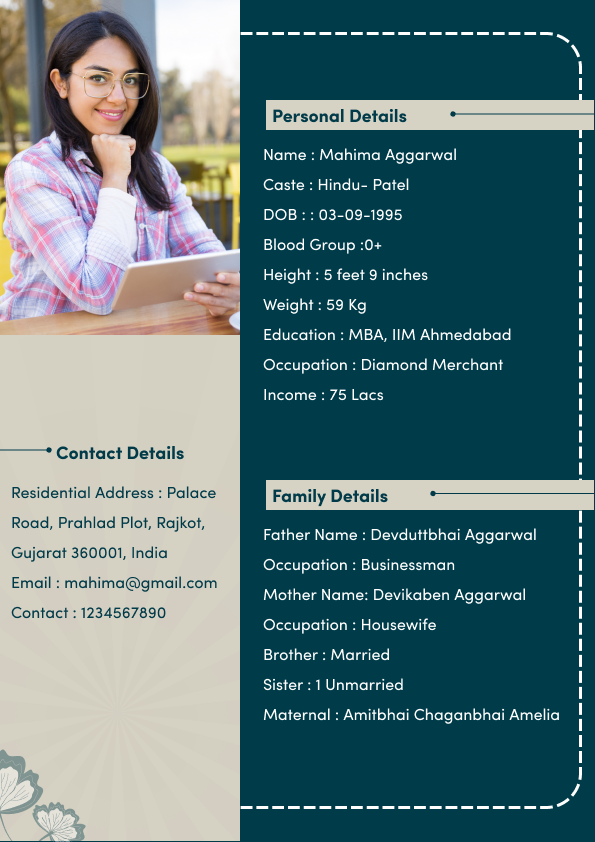 Personal Details
Name : Mahima Aggarwal
Caste : Hindu- Patel
DOB : : 03-09-1995
Blood Group :0+
Height : 5 feet 9 inches
Weight : 59 Kg
Education : MBA, IIM Ahmedabad
Occupation : Diamond Merchant
Income : 75 Lacs
Contact Details
Residential Address : Palace
Road, Prahlad Plot, Rajkot,
Gujarat 360001, India
Email : mahima@gmail.com
Contact : 1234567890
Family Details
Father Name : Devduttbhai Aggarwal
Occupation : Businessman
Mother Name: Devikaben Aggarwal
Occupation : Housewife
Brother : Married
Sister : 1 Unmarried
Maternal : Amitbhai Chaganbhai Amelia